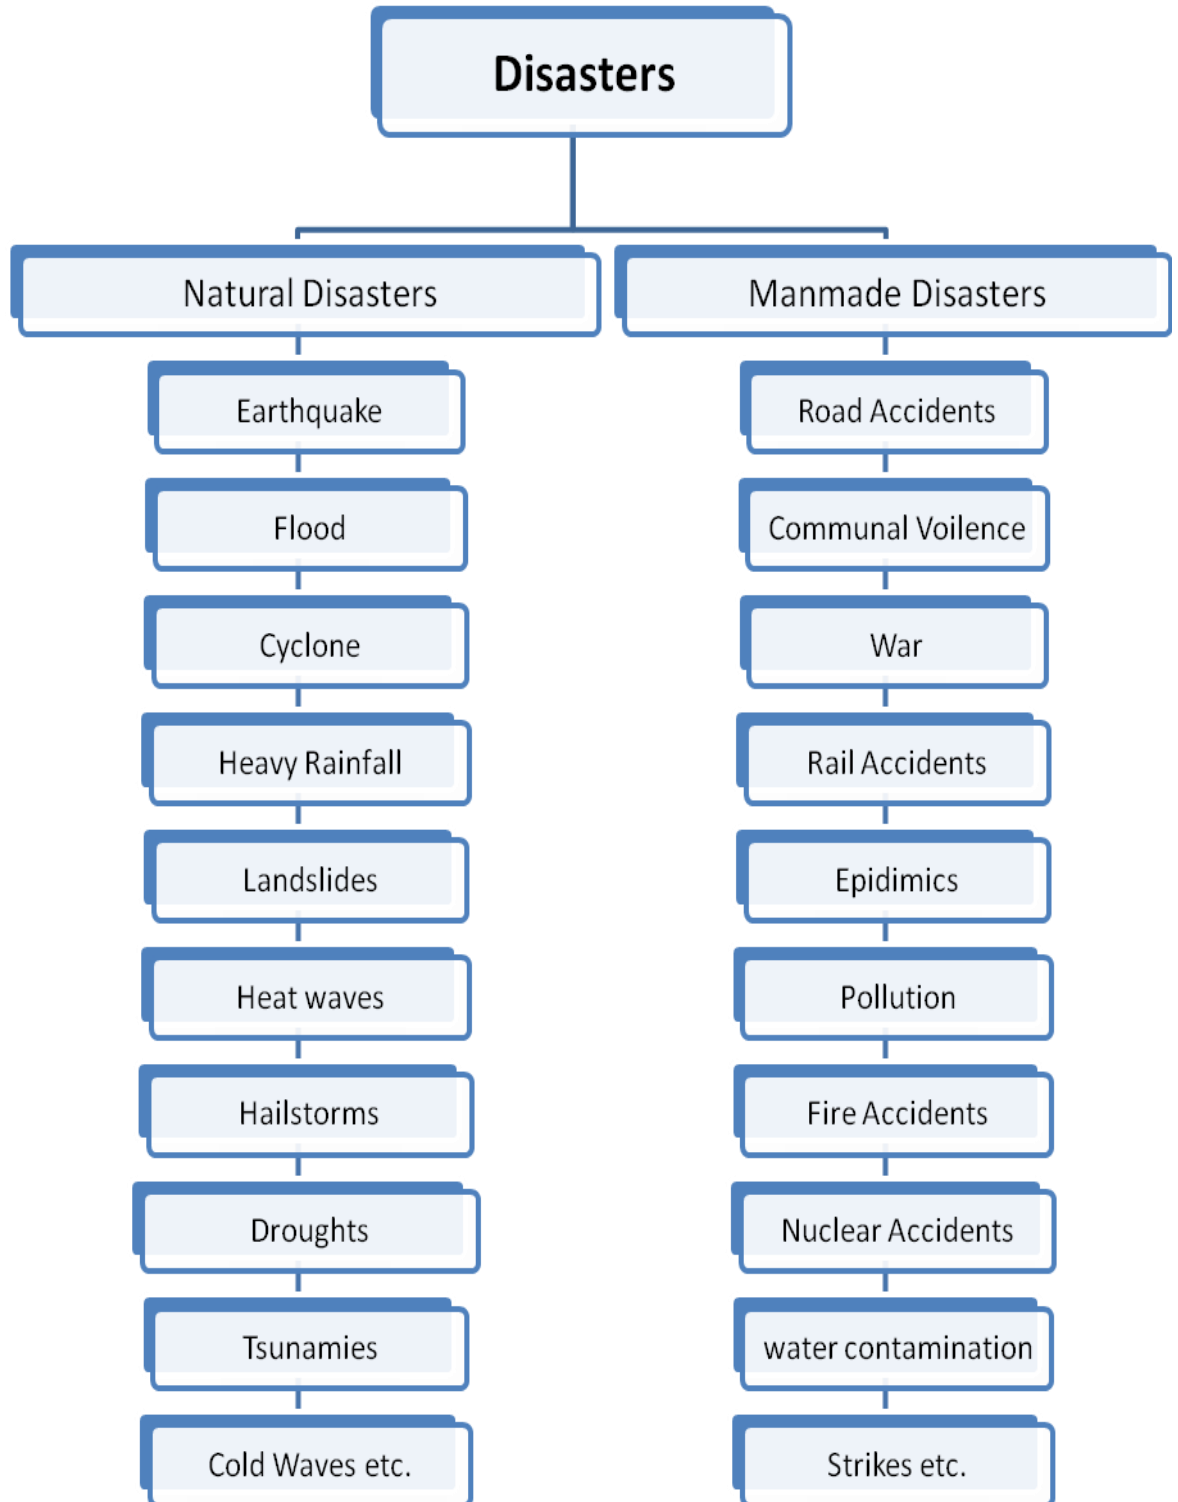 Disasters
Natural Disasters
Manmade Disasters
Earthquake
Road Accidents
Flood
Communal Voilence
Cyclone
War
Heavy Rainfall
Rail Accidents
Landslides
Epidimics
Heat waves
Pollution
Hailstorms
Fire Accidents
Droughts
Nuclear Accidents
Tsunamies
water contamination
Cold Waves etc.
Strikes etc.